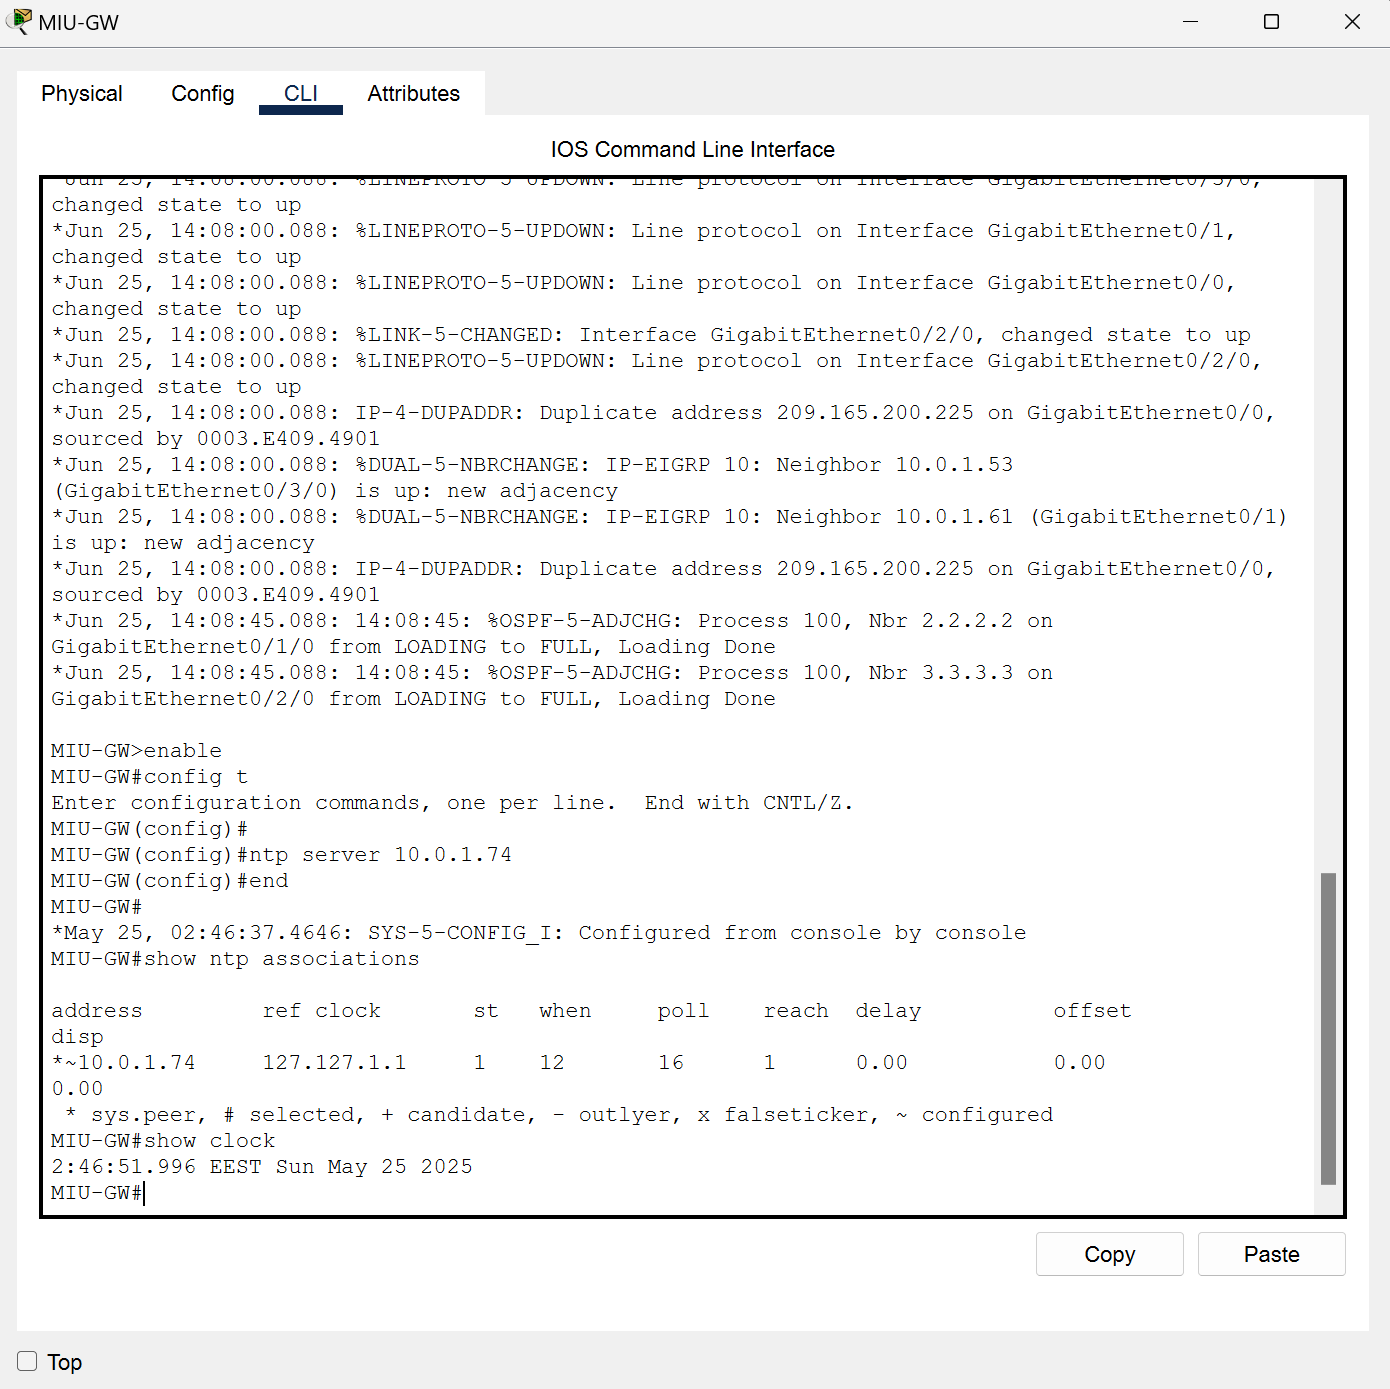 MIU-GW
Physical Config CLI Attributes
IOS Command Line Interface
Jun 25, 14:08:00.088: %LINEPROTO-5-UPDOWN: Line protocol on Interface GigabitEthernet0/3/0,
changed state to up
*Jun 25, 14:08:00.088: %LINEPROTO-5-UPDOWN: Line protocol on Interface GigabitEthernet0/1,
changed state to up
*Jun 25, 14:08:00.088: %LINEPROTO-5-UPDOWN: Line protocol on Interface GigabitEthernet0/0,
changed state to up
*Jun 25, 14:08:00.088: %LINK-5-CHANGED: Interface GigabitEthernet0/2/0, changed state to up
*Jun 25, 14:08:00.088: %LINEPROTO-5-UPDOWN: Line protocol on Interface GigabitEthernet0/2/0,
changed state to up
*Jun 25, 14:08:00.088: IP-4-DUPADDR: Duplicate address 209.165.200.225 on GigabitEthernet0/0,
sourced by 0003.E409.4901
*Jun 25, 14:08:00.088: %DUAL-5-NBRCHANGE: IP-EIGRP 10: Neighbor 10.0.1.53
(GigabitEthernet0/3/0) is up: new adjacency
*Jun 25, 14:08:00.088: %DUAL-5-NBRCHANGE: IP-EIGRP 10: Neighbor 10.0.1.61 (GigabitEthernet0/1)
is up: new adjacency
*Jun 25, 14:08:00.088: IP-4-DUPADDR: Duplicate address 209.165.200.225 on GigabitEthernet0/0,
sourced by 0003.E409.4901
*Jun 25, 14:08:45.088: 14:08:45: %OSPF-5-ADJCHG: Process 100, Nbr 2.2.2.2 on
GigabitEthernet0/1/0 from LOADING to FULL, Loading Done
*Jun 25, 14:08:45.088: 14:08:45: %OSPF-5-ADJCHG: Process 100, Nbr 3.3.3.3 on
GigabitEthernet0/2/0 from LOADING to FULL, Loading Done
MIU-GW>enable
MIU-GW#config t
Enter configuration commands, one per line.  End with CNTL/Z.
MIU-GW(config)#
MIU-GW(config)#ntp server 10.0.1.74
MIU-GW(config)#end
MIU-GW#
*May 25, 02:46:37.4646: SYS-5-CONFIG_I: Configured from console by console
MIU-GW#show ntp associations
address ref clock st when poll reach delay offset
disp
*~10.0.1.74 127.127.1.1 1 12 16 1 0.00 0.00
0.00
* sys.peer, # selected, + candidate, - outlyer, x falseticker, ~ configured
MIU-GW#show clock
2:46:51.996 EEST Sun May 25 2025
MIU-GW#
Copy Paste
Top